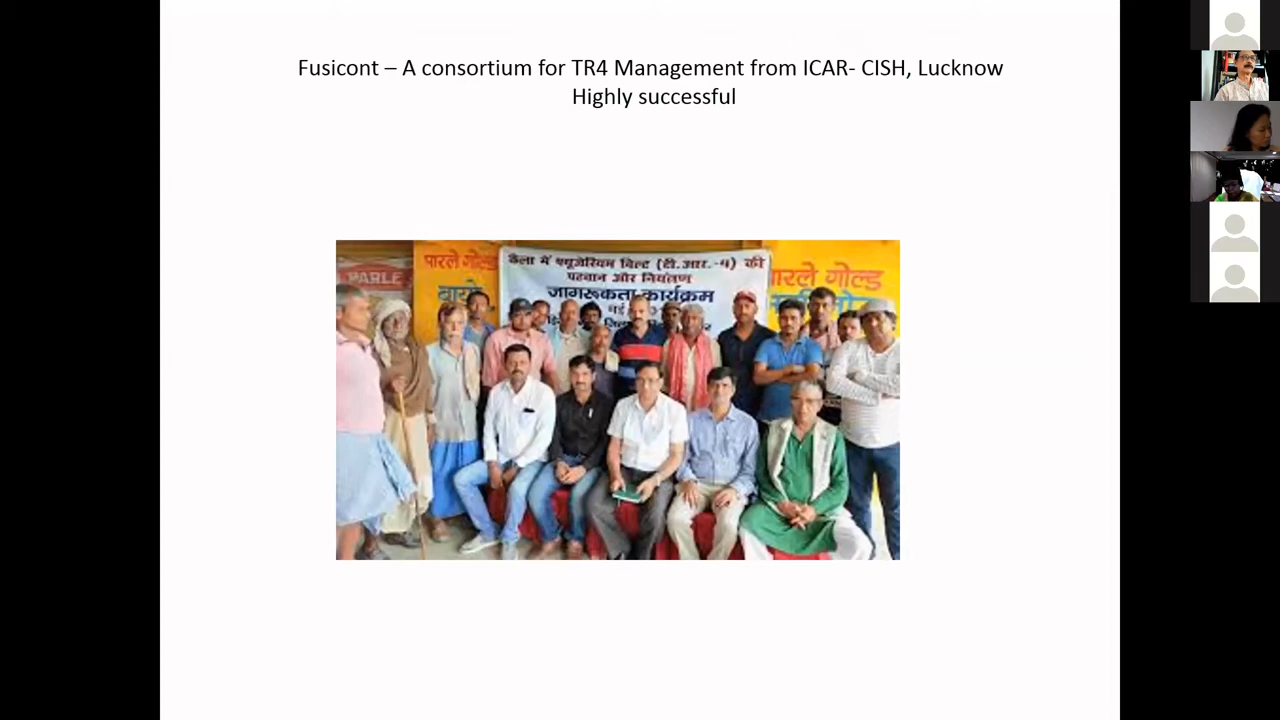 Fusicont – A consortium for TR4 Management from ICAR- CISH, Lucknow
Highly successful
केला में फ्यूजेरियम विल्ट (टी.आर.-४) की
पहचान और नियंत्रण
जागरूकता कार्यक्रम
PARLE
पारले गोल्ड
पारले गोल्ड